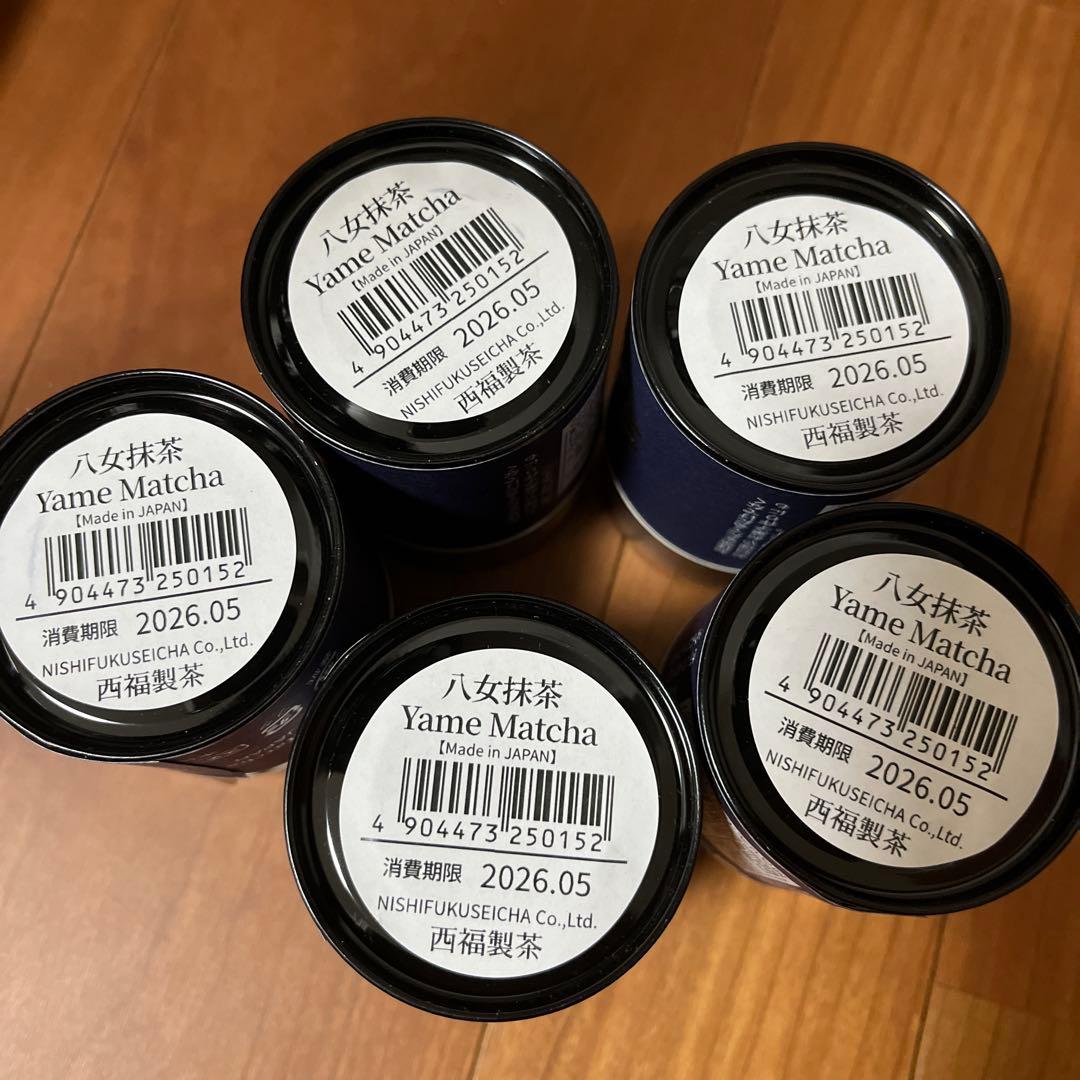 八女抹茶
Yame Matcha
【Made in JAPAN】
4 904473 250152
消費期限 2026.05
NISHIFUKUSEICHA Co.,Ltd.
西福製茶
八女抹茶
Yame Matcha
【Made in JAPAN】
4 904473 250152
消費期限 2026.05
NISHIFUKUSEICHA Co.,Ltd.
西福製茶
八女抹茶
Yame Matcha
【Made in JAPAN】
4 904473 250152
消費期限 2026.05
NISHIFUKUSEICHA Co.,Ltd.
西福製茶
八女抹茶
Yame Matcha
【Made in JAPAN】
4 904473 250152
消費期限 2026.05
NISHIFUKUSEICHA Co.,Ltd.
西福製茶
八女抹茶
Yame Matcha
【Made in JAPAN】
4 904473 250152
消費期限 2026.05
NISHIFUKUSEICHA Co.,Ltd.
西福製茶